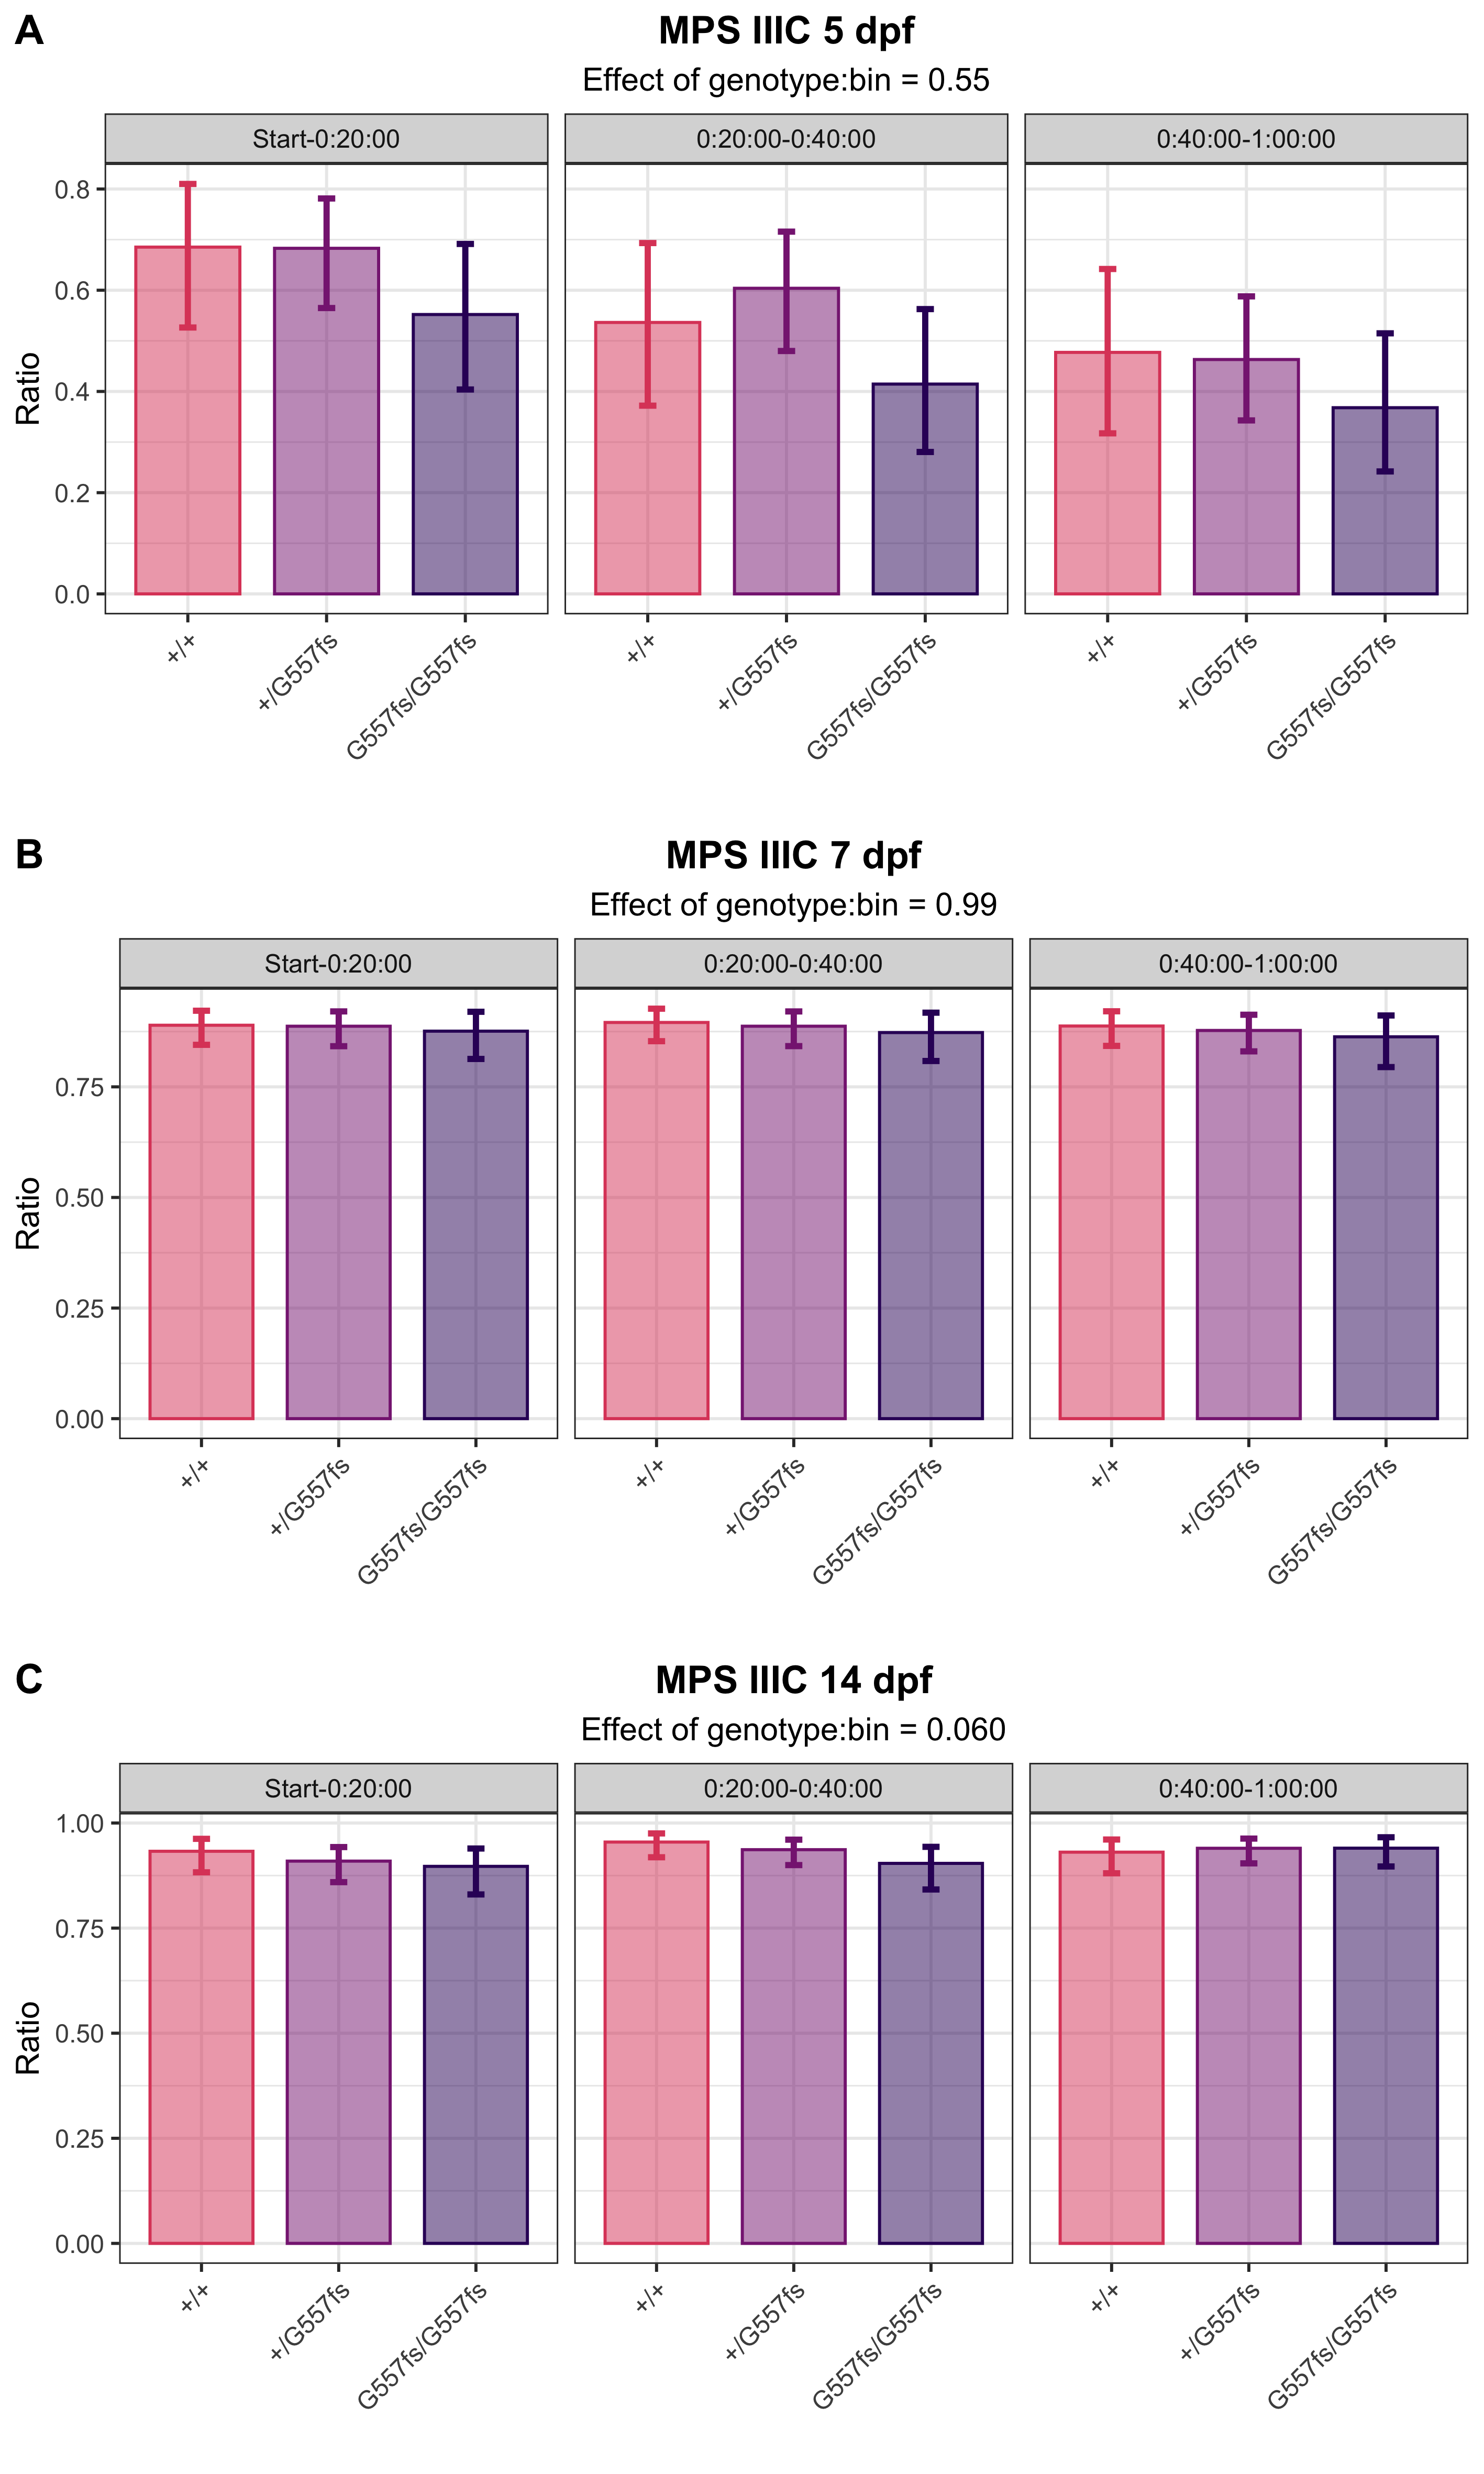 A
MPS IIIC 5 dpf
Effect of genotype:bin = 0.55
Start-0:20:00
0:20:00-0:40:00
0:40:00-1:00:00
Ratio
0.8
0.6
0.4
0.2
0.0
+/+
+/G557fs
G557fs/G557fs
+/+
+/G557fs
G557fs/G557fs
+/+
+/G557fs
G557fs/G557fs
B
MPS IIIC 7 dpf
Effect of genotype:bin = 0.99
Start-0:20:00
0:20:00-0:40:00
0:40:00-1:00:00
Ratio
0.75
0.50
0.25
0.00
+/+
+/G557fs
G557fs/G557fs
+/+
+/G557fs
G557fs/G557fs
+/+
+/G557fs
G557fs/G557fs
C
MPS IIIC 14 dpf
Effect of genotype:bin = 0.060
Start-0:20:00
0:20:00-0:40:00
0:40:00-1:00:00
Ratio
1.00
0.75
0.50
0.25
0.00
+/+
+/G557fs
G557fs/G557fs
+/+
+/G557fs
G557fs/G557fs
+/+
+/G557fs
G557fs/G557fs